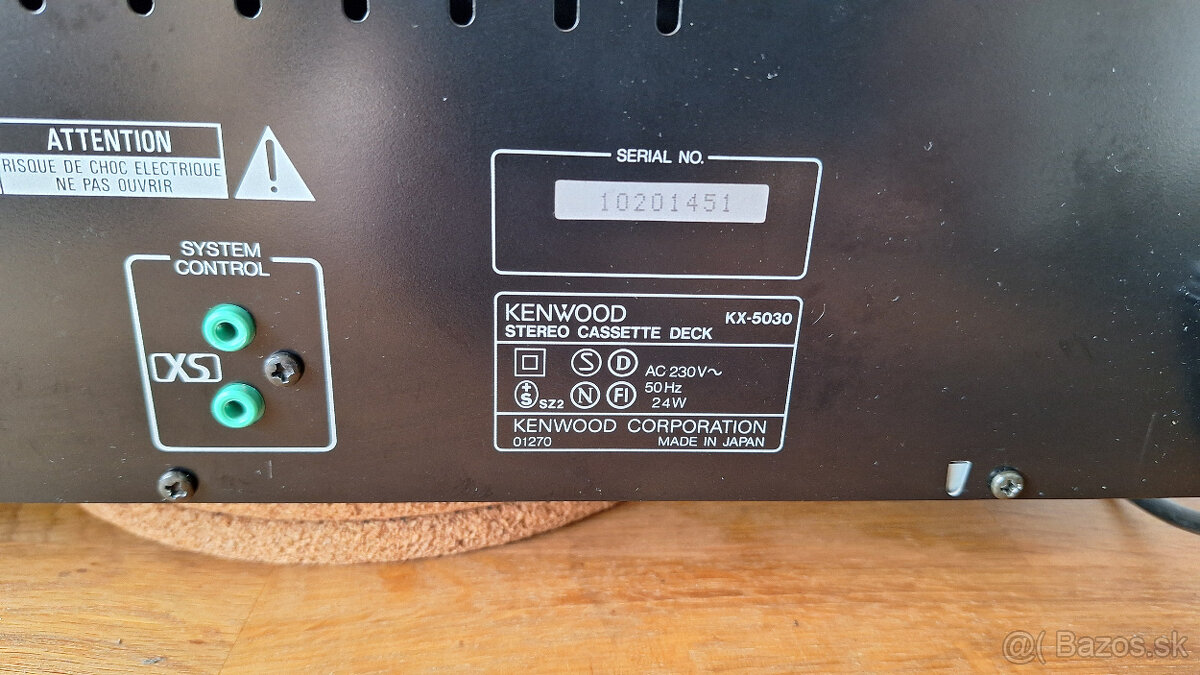 ATTENTION
RISQUE DE CHOC ELECTRIQUE
NE PAS OUVRIR
SERIAL NO.
10201451
SYSTEM
CONTROL
XS
KENWOOD KX-5030
STEREO CASSETTE DECK
S D AC 230V~
50Hz
+S SZ2 N FI 24W
KENWOOD CORPORATION
01270 MADE IN JAPAN
@( Bazos.sk